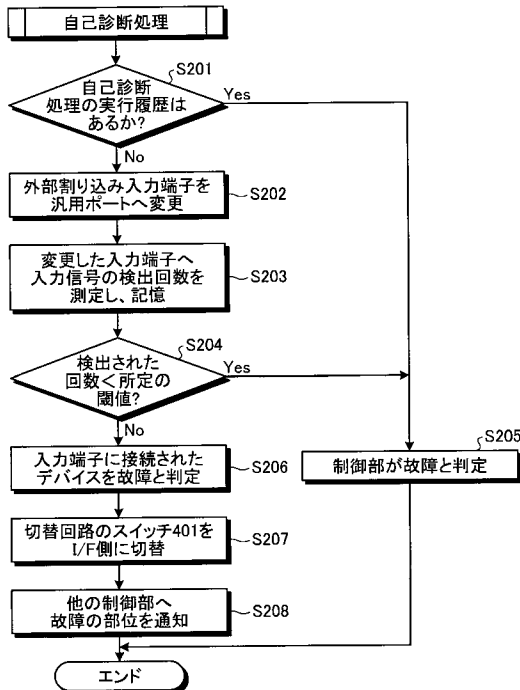 自己診断処理
S201
自己診断
処理の実行履歴は
あるか?
Yes
No
外部割り込み入力端子を
汎用ポートへ変更
S202
変更した入力端子へ
入力信号の検出回数を
測定し、記憶
S203
S204
検出された
回数<所定の
閾値?
Yes
No
S205
制御部が故障と判定
入力端子に接続された
デバイスを故障と判定
S206
切替回路のスイッチ401を
I/F側に切替
S207
他の制御部へ
故障の部位を通知
S208
エンド